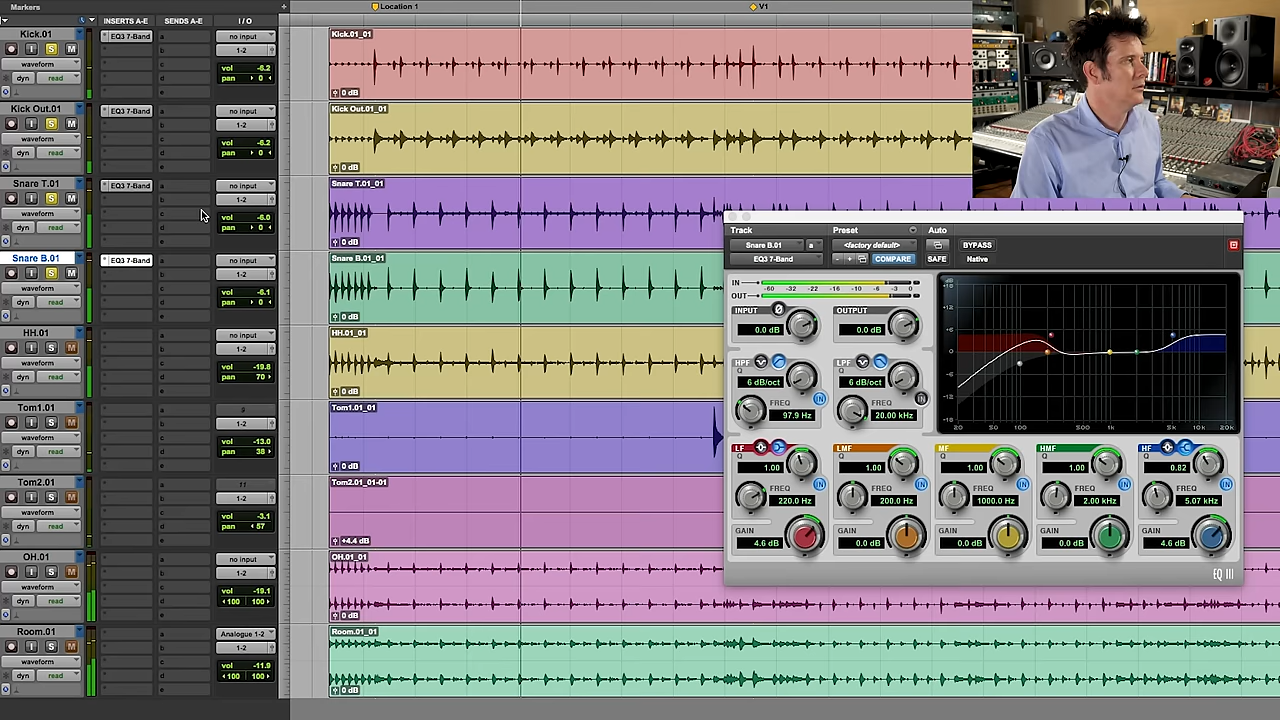 Markers
Location 1
V1
INSERTS A-E
SENDS A-E
I / O
Kick.01
I S M
waveform
dyn read
EQ3 7-Band
a
b
c
d
e
no input
1-2
vol -6.2
pan 0
Kick.01_01
0 dB
Kick Out.01
I S M
waveform
dyn read
EQ3 7-Band
a
b
c
d
e
no input
1-2
vol -6.2
pan 0
Kick Out.01_01
0 dB
Snare T.01
I S M
waveform
dyn read
EQ3 7-Band
a
b
c
d
e
no input
1-2
vol -6.0
pan 0
Snare T.01_01
0 dB
Snare B.01
I S M
waveform
dyn read
EQ3 7-Band
a
b
c
d
e
no input
1-2
vol -6.1
pan 0
Snare B.01_01
0 dB
HH.01
I S M
waveform
dyn read
a
b
c
d
e
no input
1-2
vol -19.8
pan 70
HH.01_01
0 dB
Tom1.01
I S M
waveform
dyn read
a
b
c
d
e
9
1-2
vol -13.0
pan 38
Tom1.01_01
0 dB
Tom2.01
I S M
waveform
dyn read
a
b
c
d
e
11
1-2
vol -3.1
pan 57
Tom2.01_01-01
+4.4 dB
OH.01
I S M
waveform
dyn read
a
b
c
d
e
no input
1-2
vol -19.1
100 100
OH.01_01
0 dB
Room.01
I S M
waveform
dyn read
a
b
c
d
e
Analogue 1-2
1-2
vol -11.9
100 100
Room.01_01
0 dB
Track Preset Auto
Snare B.01 a <factory default> BYPASS
EQ3 7-Band - + COMPARE SAFE Native
IN
-60 -32 -22 -16 -12 -6 -3 0
OUT
INPUT Ø OUTPUT
0.0 dB 0.0 dB
HPF LPF
6 dB/oct 6 dB/oct
IN IN
FREQ FREQ
97.9 Hz 20.00 kHz
+18
+12
+6
0
-6
-12
-18
20 100 500 1k 5k 10k 20k
LF LMF MF HMF HF
Q Q Q Q Q
1.00 1.00 1.00 1.00 0.82
IN IN IN IN IN
FREQ FREQ FREQ FREQ FREQ
220.0 Hz 200.0 Hz 1000.0 Hz 2.00 kHz 5.07 kHz
GAIN GAIN GAIN GAIN GAIN
4.6 dB 0.0 dB 0.0 dB 0.0 dB 4.6 dB
EQ III